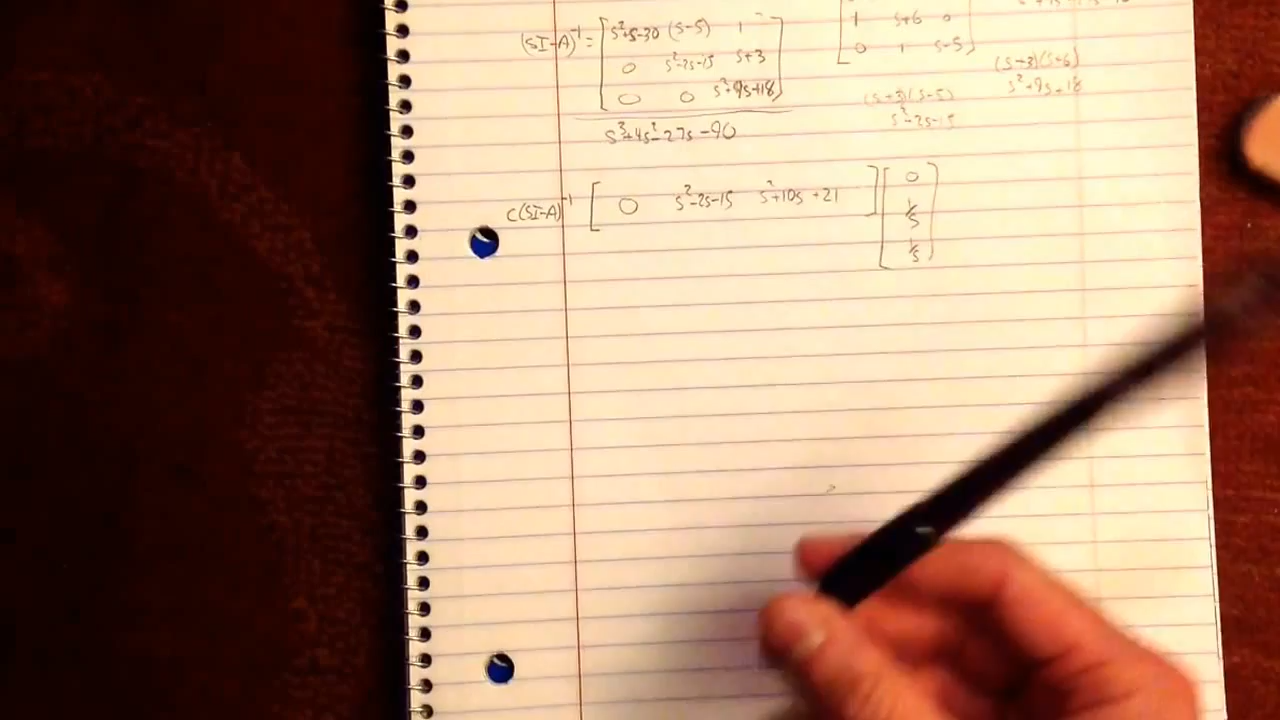 1 s+6 0
(SI-A)⁻¹ = [ s²+s-30 (s-5) 1
0 s²-2s-15 s+3
0 0 s²+9s+18 ]
0 1 s-5
(s+3)(s+6)
s²+9s+18
(s+3)(s-5)
s²-2s-15
s³+4s²-27s-90
C(SI-A)⁻¹ [ 0 s²-2s-15 s²+10s+21 ] [ 0
1/s
1/s ]